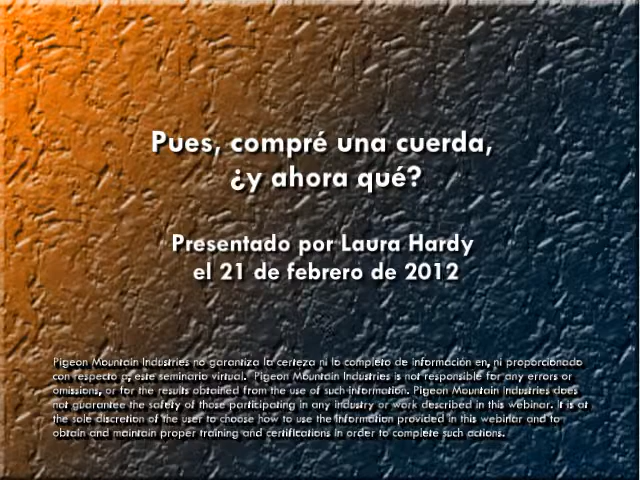 Pues, compré una cuerda,
¿y ahora qué?
Presentado por Laura Hardy
el 21 de febrero de 2012
Pigeon Mountain Industries no garantiza la certeza ni lo completo de información en, ni proporcionado
con respecto a, este seminario virtual. Pigeon Mountain Industries is not responsible for any errors or
omissions, or for the results obtained from the use of such information. Pigeon Mountain Industries does
not guarantee the safety of those participating in any industry or work described in this webinar. It is at
the sole discretion of the user to choose how to use the information provided in this webinar and to
obtain and maintain proper training and certifications in order to complete such actions.